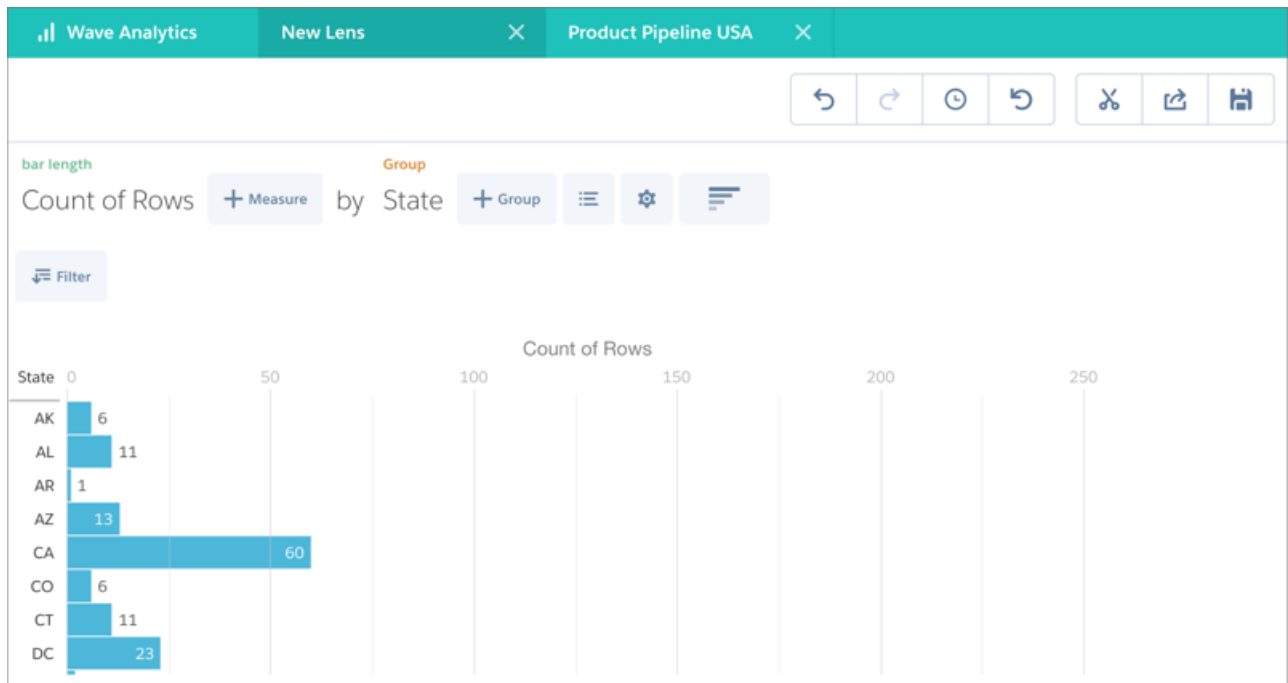 Wave Analytics New Lens Product Pipeline USA
bar length Group
Count of Rows + Measure by State + Group
Filter
Count of Rows
State 0 50 100 150 200 250
AK 6
AL 11
AR 1
AZ 13
CA 60
CO 6
CT 11
DC 23